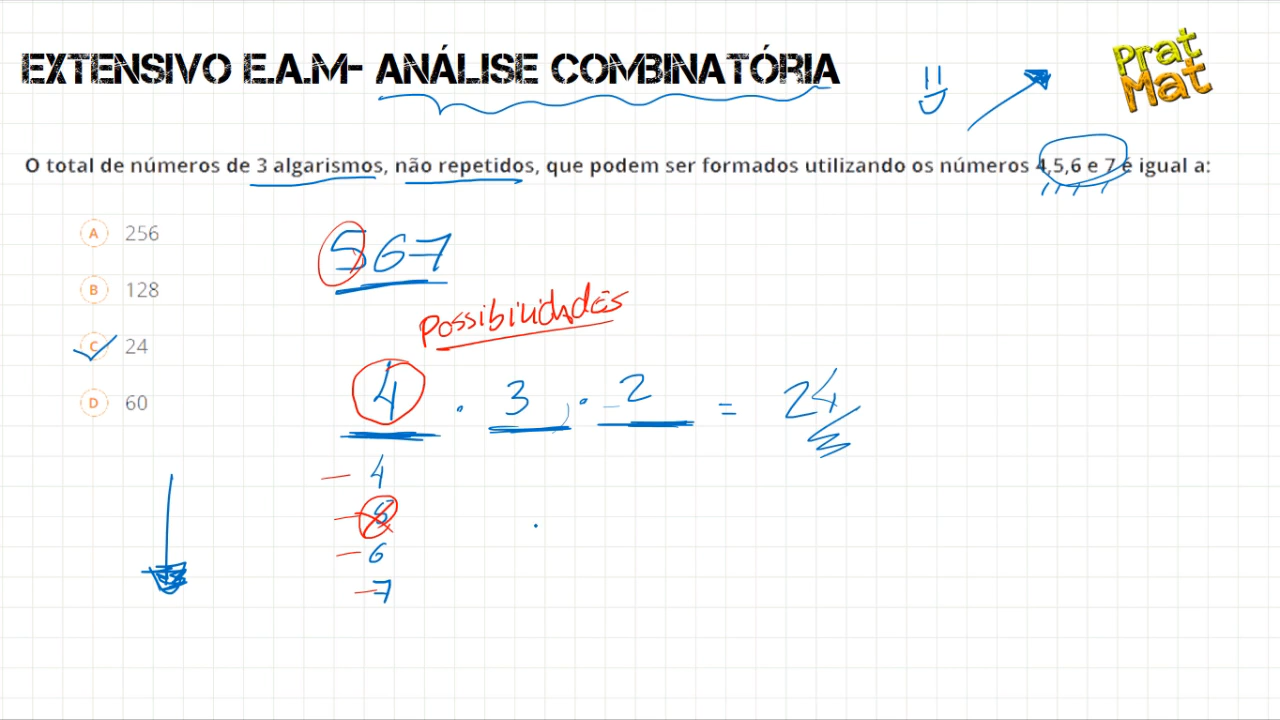 EXTENSIVO E.A.M- ANÁLISE COMBINATÓRIA
Prat
Mat
O total de números de 3 algarismos, não repetidos, que podem ser formados utilizando os números 4,5,6 e 7 é igual a:
A 256
B 128
C 24
D 60
567
Possibilidades
4 . 3 . 2 = 24
4
5
6
7